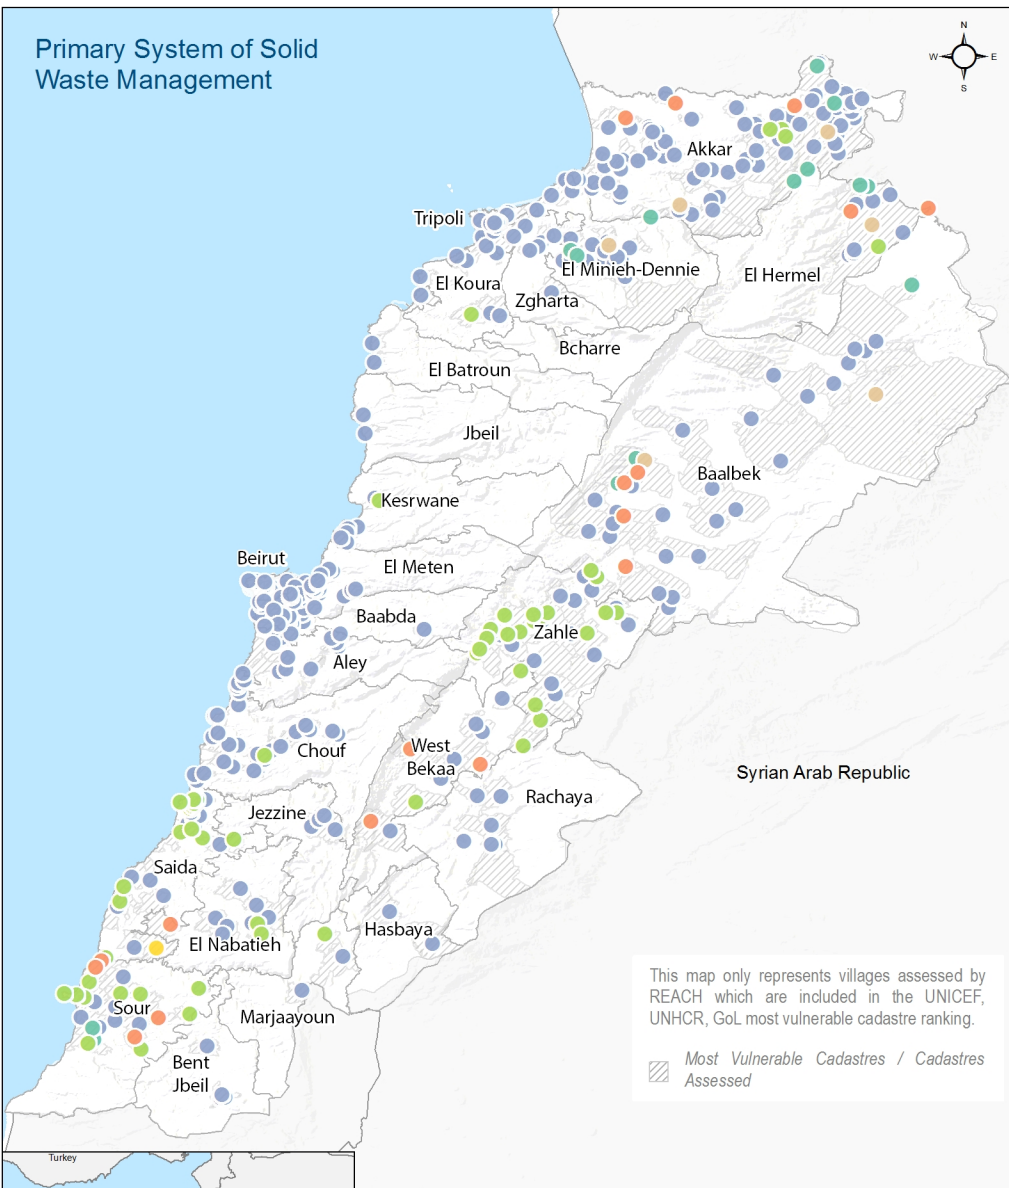 Primary System of Solid
Waste Management
N
W
E
S
Akkar
Tripoli
El Minieh-Dennie
El Hermel
El Koura
Zgharta
Bcharre
El Batroun
Jbeil
Baalbek
Kesrwane
Beirut
El Meten
Baabda
Zahle
Aley
Chouf
West
Bekaa
Syrian Arab Republic
Rachaya
Jezzine
Saida
Hasbaya
El Nabatieh
Sour
Marjaayoun
Bent
Jbeil
This map only represents villages assessed by
REACH which are included in the UNICEF,
UNHCR, GoL most vulnerable cadastre ranking.
Most Vulnerable Cadastres / Cadastres
Assessed
Turkey